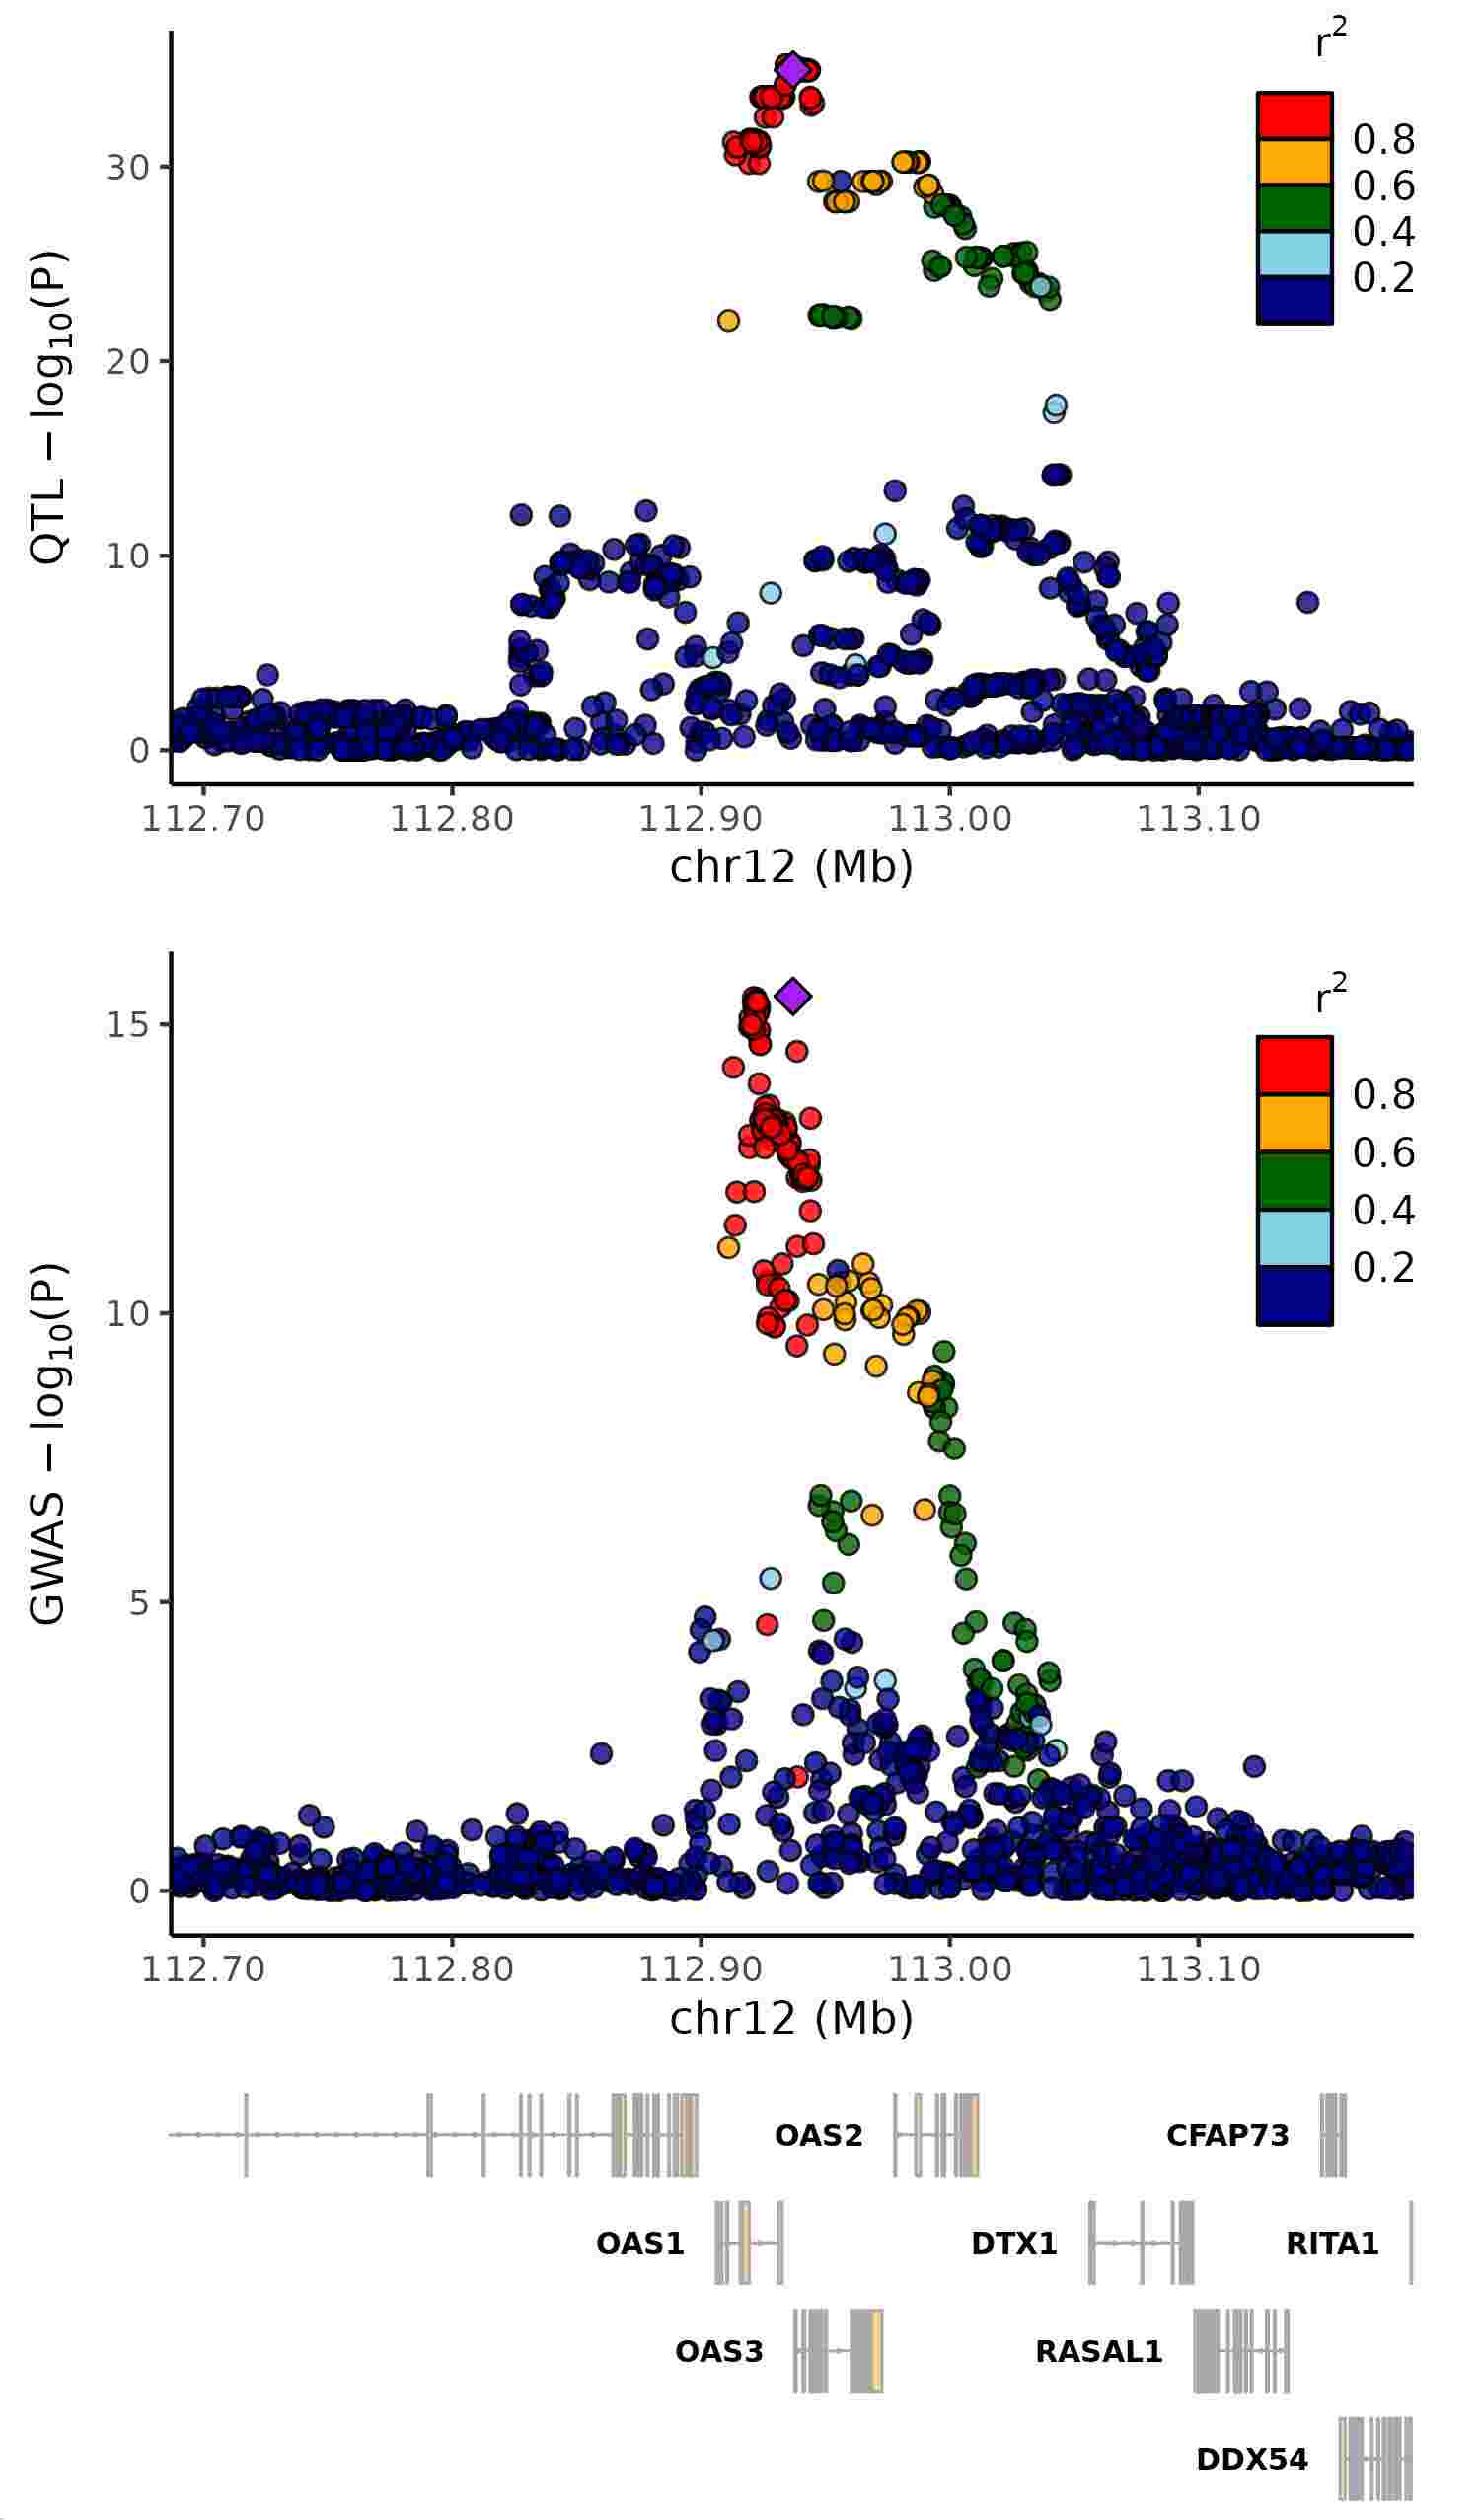 r²
0.8
0.6
0.4
0.2
30
20
10
0
QTL −log₁₀(P)
112.70 112.80 112.90 113.00 113.10
chr12 (Mb)
r²
0.8
0.6
0.4
0.2
15
10
5
0
GWAS −log₁₀(P)
112.70 112.80 112.90 113.00 113.10
chr12 (Mb)
OAS2 CFAP73
OAS1 DTX1 RITA1
OAS3 RASAL1
DDX54